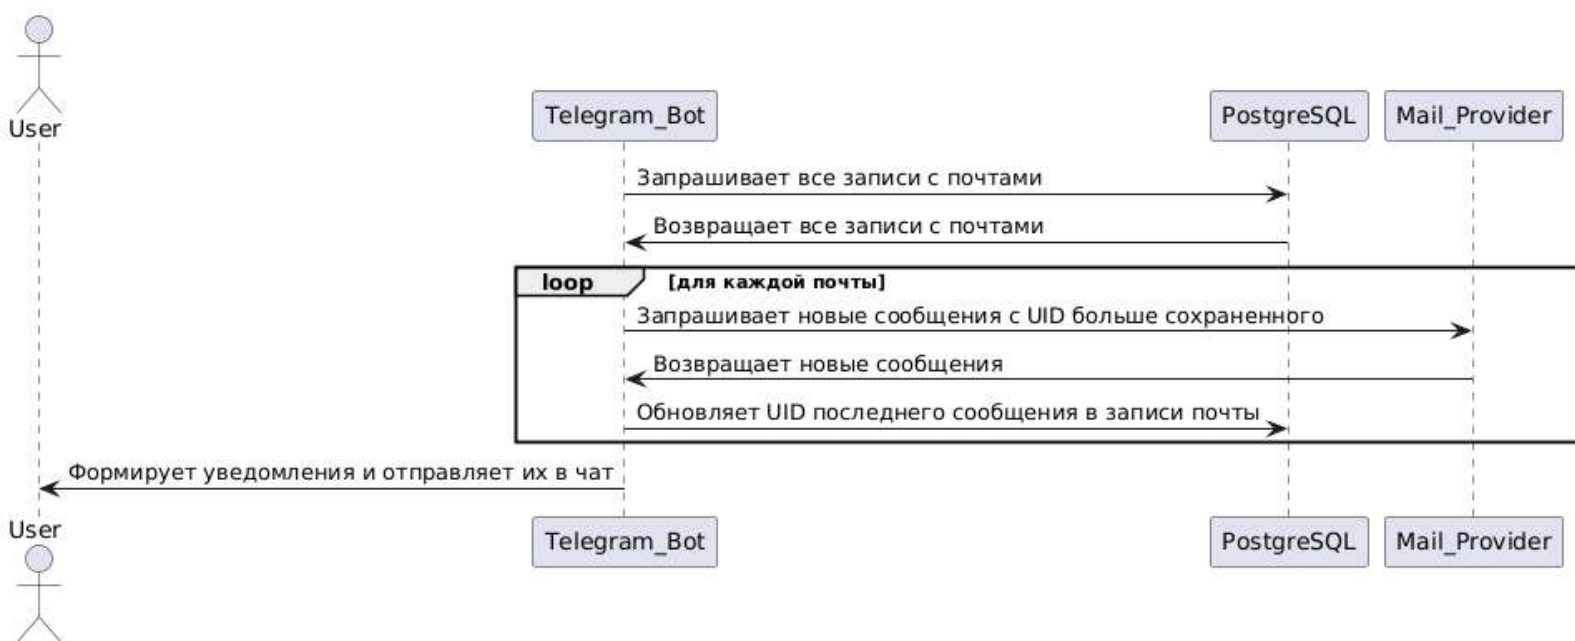 User
Telegram_Bot
PostgreSQL
Mail_Provider
Запрашивает все записи с почтами
Возвращает все записи с почтами
loop
[для каждой почты]
Запрашивает новые сообщения с UID больше сохраненного
Возвращает новые сообщения
Обновляет UID последнего сообщения в записи почты
Формирует уведомления и отправляет их в чат
User
Telegram_Bot
PostgreSQL
Mail_Provider